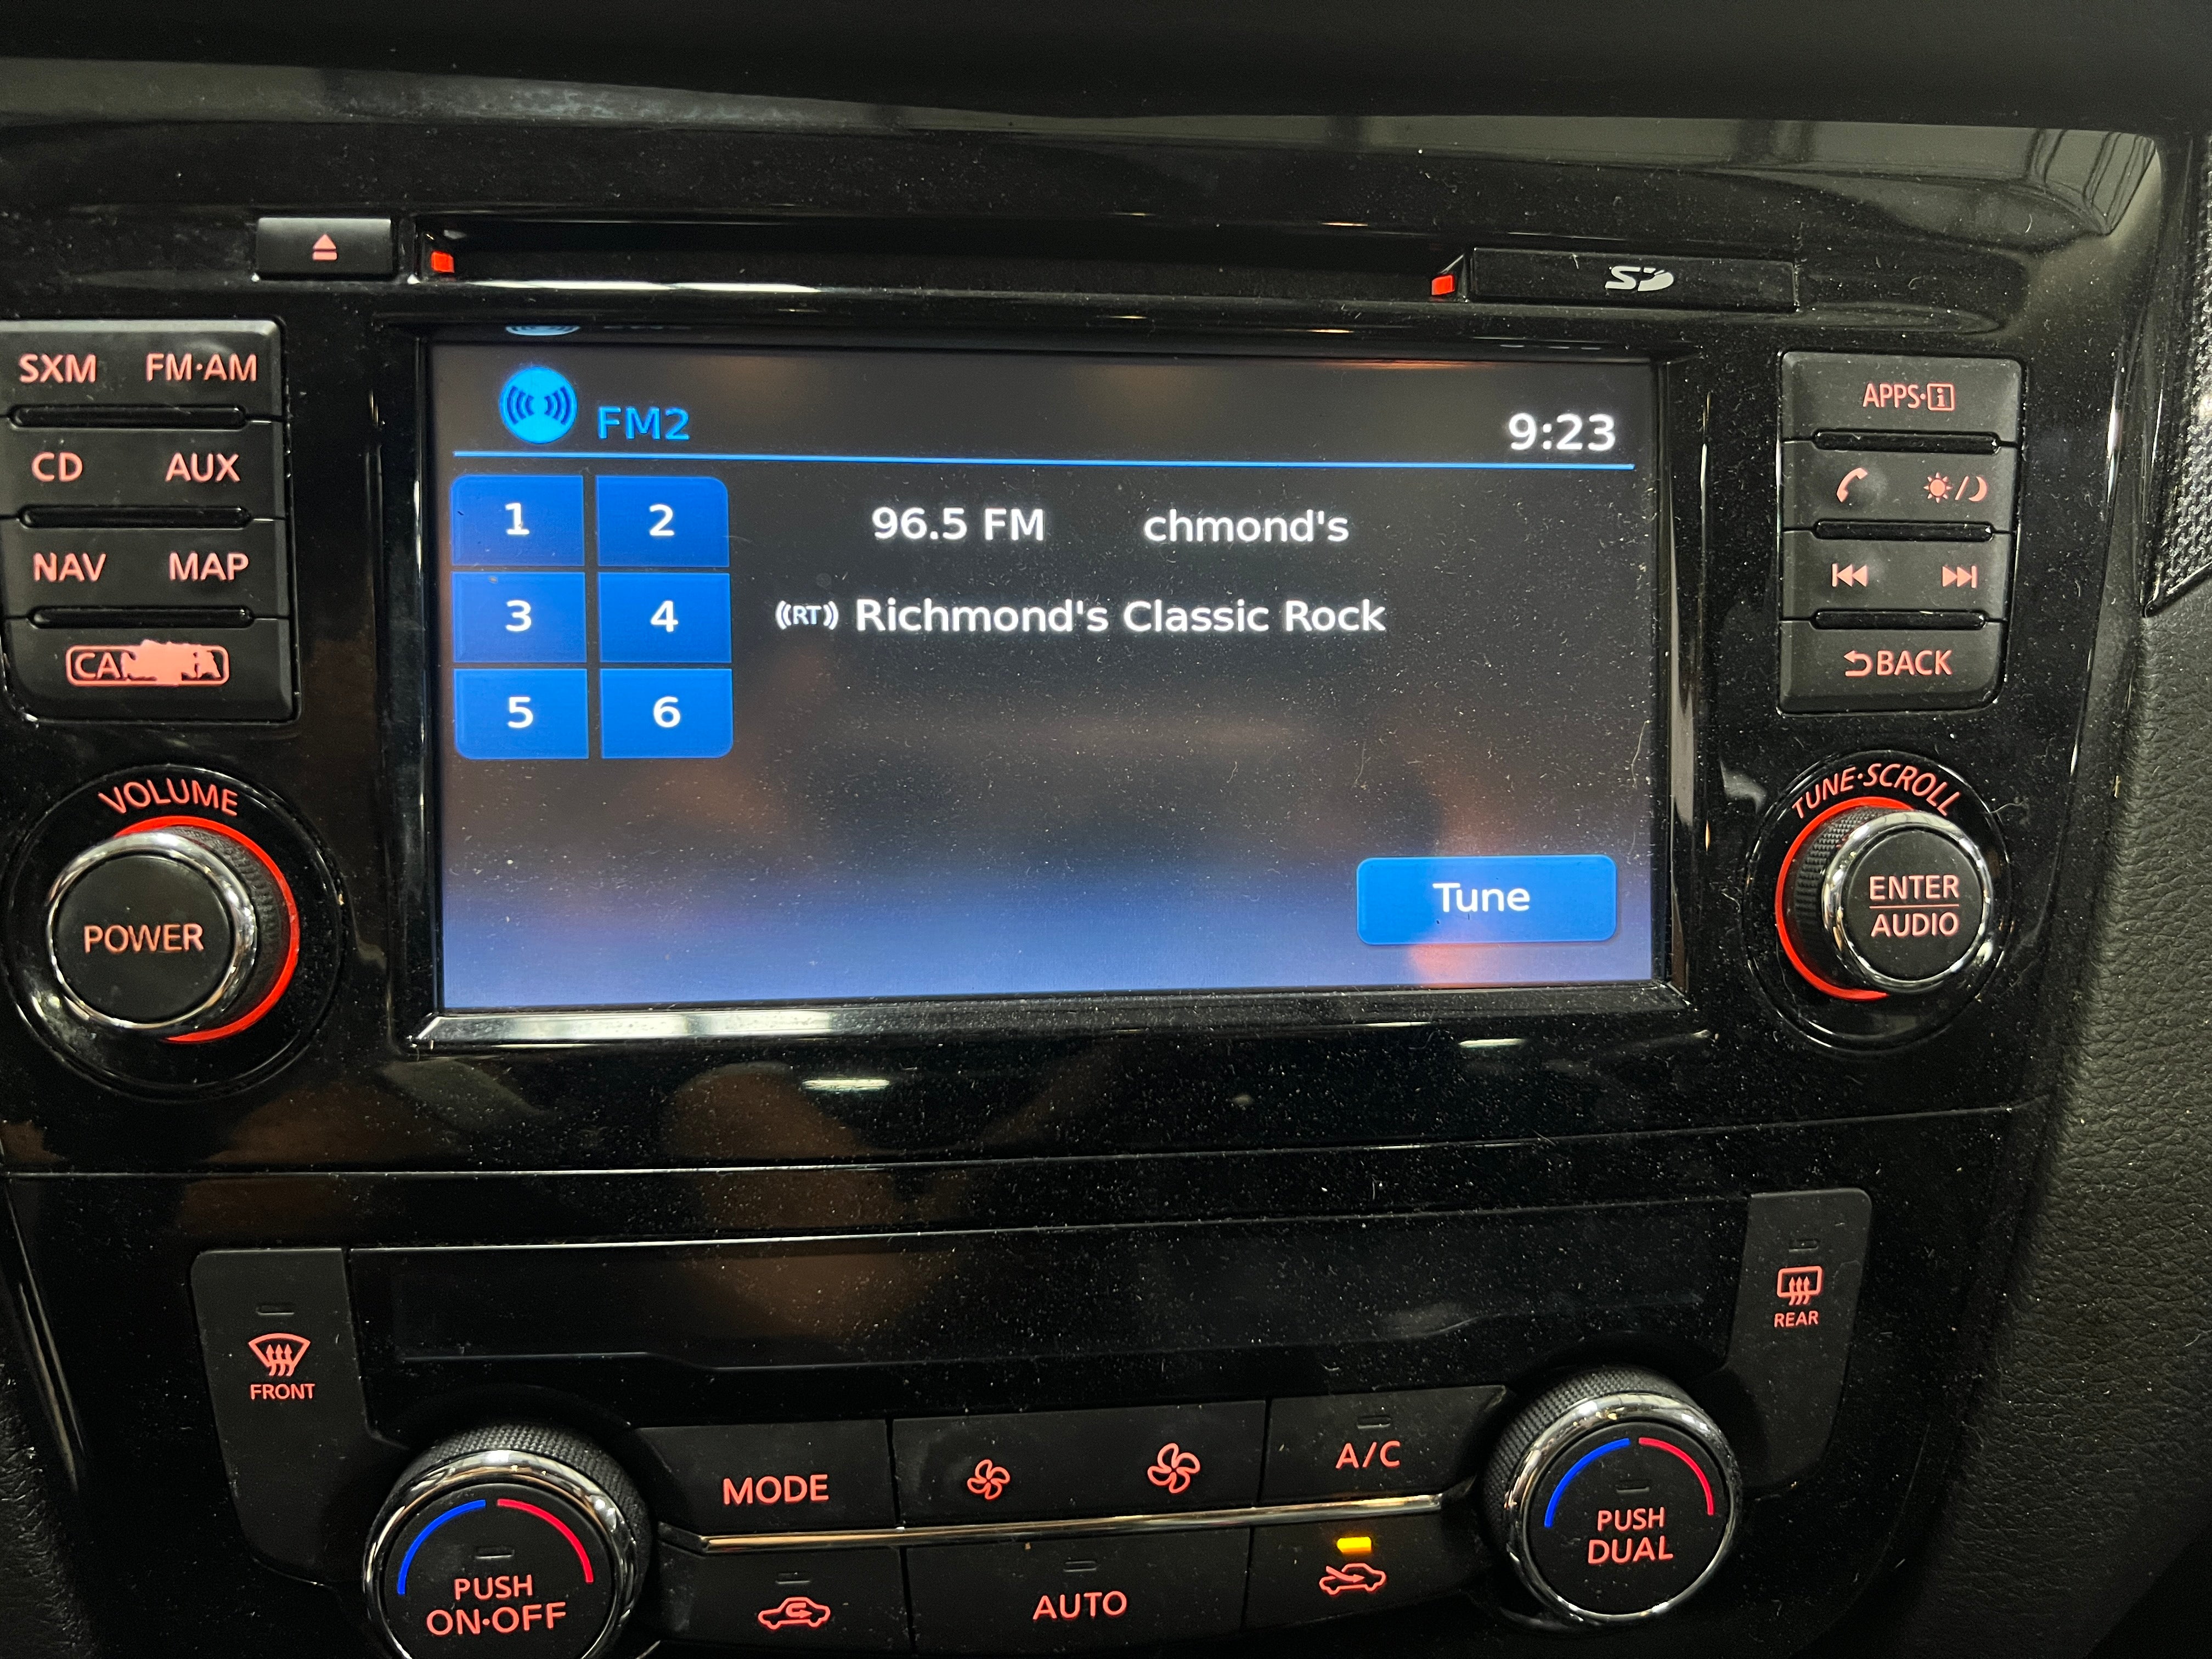 SD
SXM FM·AM
APPS·i
FM2 9:23
CD AUX
1 2 96.5 FM chmond's
NAV MAP
3 4 ((RT)) Richmond's Classic Rock
BACK
5 6
VOLUME
TUNE·SCROLL
Tune
POWER
ENTER
AUDIO
REAR
FRONT
MODE A/C
PUSH
DUAL
PUSH
ON·OFF
AUTO